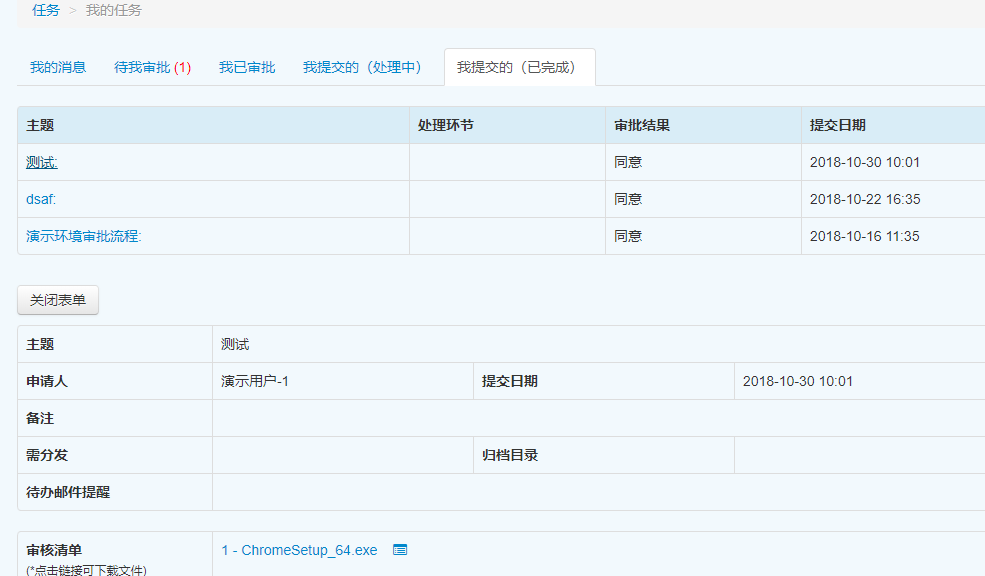 任务 > 我的任务
我的消息 待我审批 (1) 我已审批 我提交的（处理中） 我提交的（已完成）
主题 处理环节 审批结果 提交日期
测试: 同意 2018-10-30 10:01
dsaf: 同意 2018-10-22 16:35
演示环境审批流程: 同意 2018-10-16 11:35
关闭表单
主题 测试
申请人 演示用户-1 提交日期 2018-10-30 10:01
备注
需分发 归档目录
待办邮件提醒
审核清单 1 - ChromeSetup_64.exe
(*点击链接可下载文件)